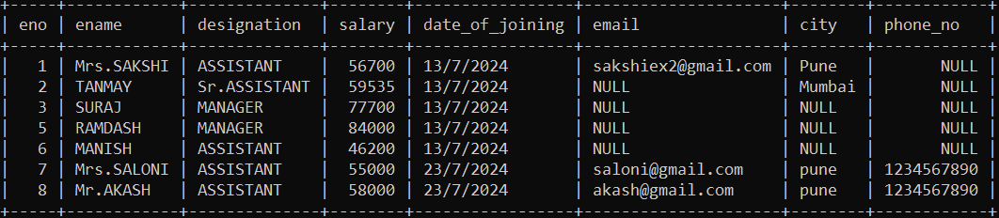 +-----+------------+--------------+--------+-----------------+---------------------+--------+------------+
| eno | ename      | designation  | salary | date_of_joining | email               | city   | phone_no   |
+-----+------------+--------------+--------+-----------------+---------------------+--------+------------+
|   1 | Mrs.SAKSHI | ASSISTANT    |  56700 | 13/7/2024       | sakshiex2@gmail.com | Pune   |       NULL |
|   2 | TANMAY     | Sr.ASSISTANT |  59535 | 13/7/2024       | NULL                | Mumbai |       NULL |
|   3 | SURAJ      | MANAGER      |  77700 | 13/7/2024       | NULL                | NULL   |       NULL |
|   5 | RAMDASH    | MANAGER      |  84000 | 13/7/2024       | NULL                | NULL   |       NULL |
|   6 | MANISH     | ASSISTANT    |  46200 | 13/7/2024       | NULL                | NULL   |       NULL |
|   7 | Mrs.SALONI | ASSISTANT    |  55000 | 23/7/2024       | saloni@gmail.com    | pune   | 1234567890 |
|   8 | Mr.AKASH   | ASSISTANT    |  58000 | 23/7/2024       | akash@gmail.com     | pune   | 1234567890 |
+-----+------------+--------------+--------+-----------------+---------------------+--------+------------+